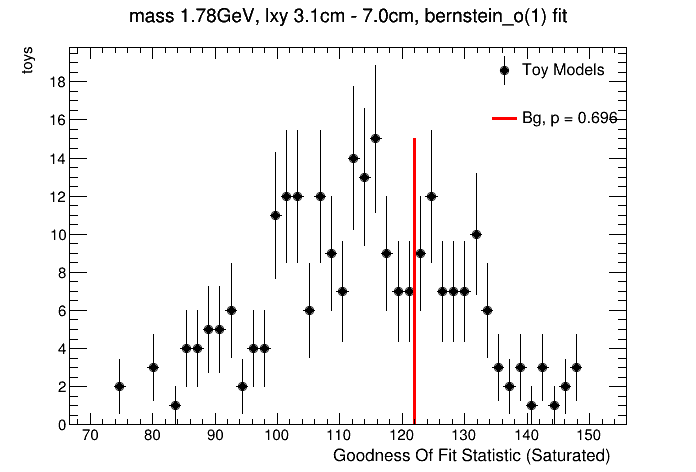 mass 1.78GeV, lxy 3.1cm - 7.0cm, bernstein_o(1) fit
toys
Toy Models
Bg, p = 0.696
18
16
14
12
10
8
6
4
2
0
70 80 90 100 110 120 130 140 150
Goodness Of Fit Statistic (Saturated)